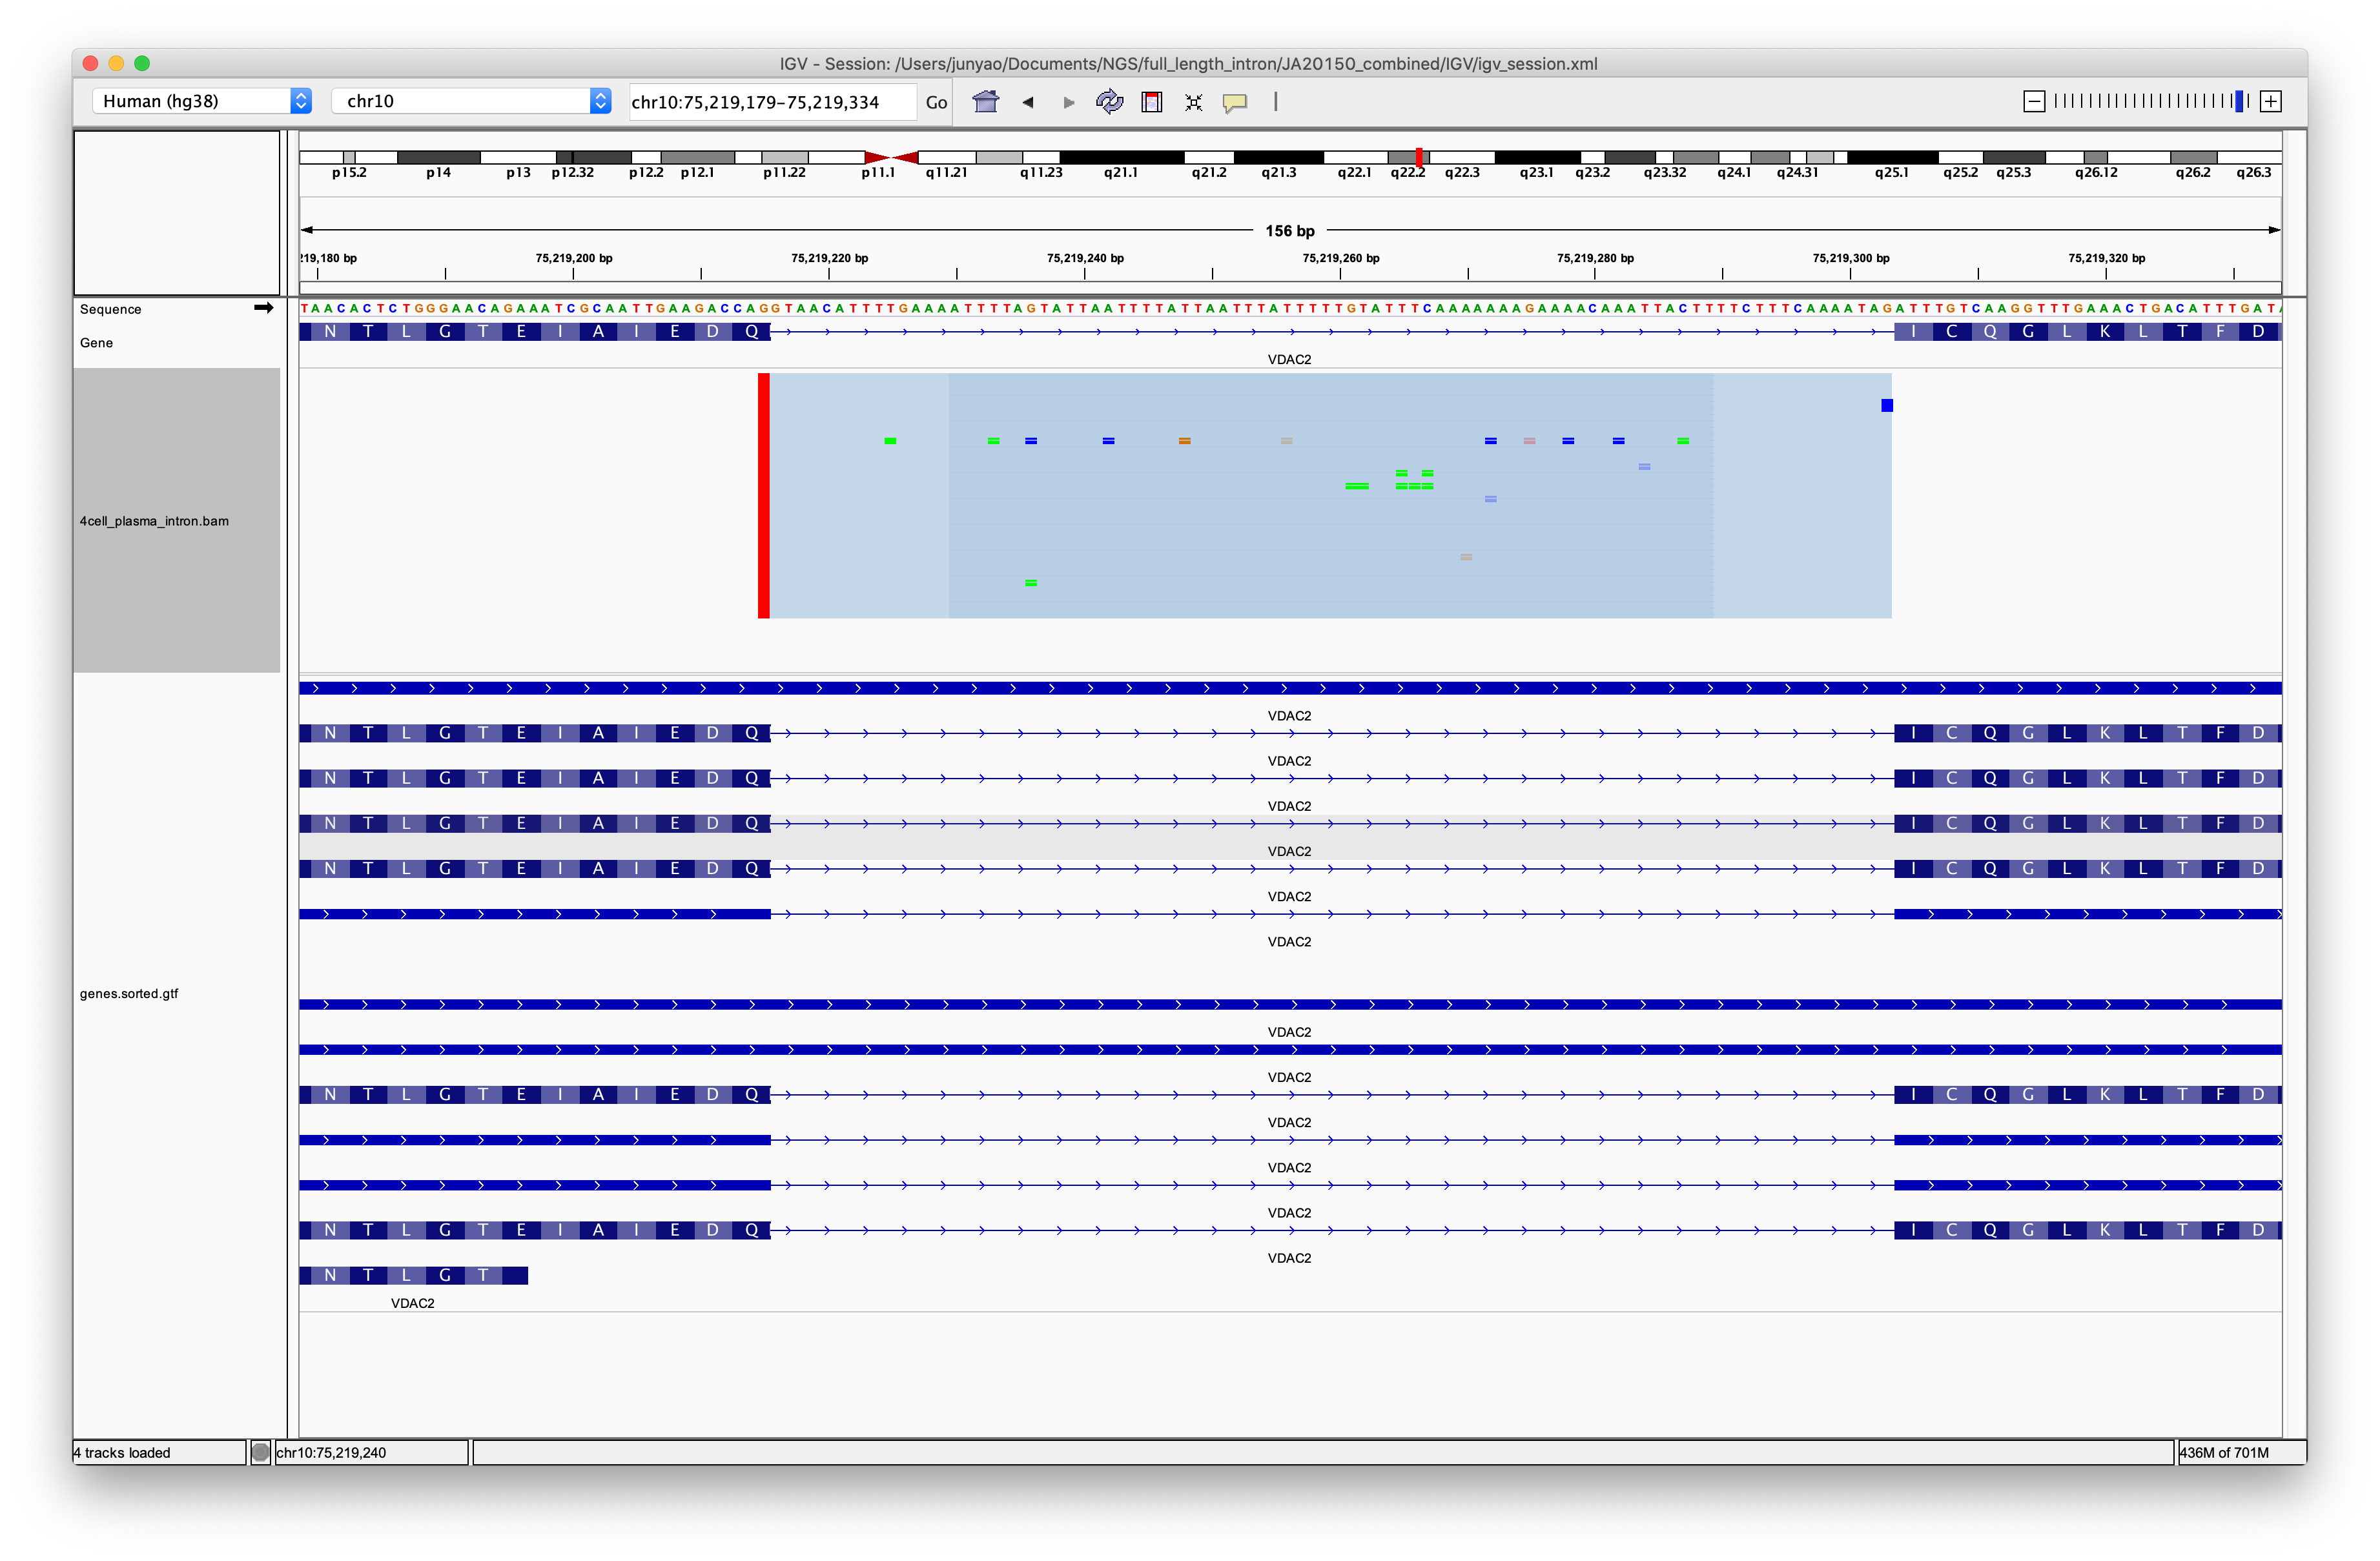 IGV - Session: /Users/junyao/Documents/NGS/full_length_intron/JA20150_combined/IGV/igv_session.xml
Human (hg38) chr10 chr10:75,219,179-75,219,334 Go
p15.2 p14 p13 p12.32 p12.2 p12.1 p11.22 p11.1 q11.21 q11.23 q21.1 q21.2 q21.3 q22.1 q22.2 q22.3 q23.1 q23.2 q23.32 q24.1 q24.31 q25.1 q25.2 q25.3 q26.12 q26.2 q26.3
156 bp
219,180 bp 75,219,200 bp 75,219,220 bp 75,219,240 bp 75,219,260 bp 75,219,280 bp 75,219,300 bp 75,219,320 bp
Sequence
T A A C A C T C T G G G A A C A G A A A T C G C A A T T G A A G A C C A G G T A A C A T T T T G A A A A T T T T A G T A T T A A T T T T A T T A A T T T A T T T T T G T A T T T C A A A A A A A G A A A A C A A A T T A C T T T T C T T T C A A A A T A G A T T T G T C A A G G T T T G A A A C T G A C A T T T G A T A
N T L G T E I A I E D Q I C Q G L K L T F D
Gene
VDAC2
4cell_plasma_intron.bam
VDAC2
N T L G T E I A I E D Q I C Q G L K L T F D
VDAC2
N T L G T E I A I E D Q I C Q G L K L T F D
VDAC2
N T L G T E I A I E D Q I C Q G L K L T F D
VDAC2
N T L G T E I A I E D Q I C Q G L K L T F D
VDAC2
VDAC2
genes.sorted.gtf
VDAC2
VDAC2
N T L G T E I A I E D Q I C Q G L K L T F D
VDAC2
VDAC2
VDAC2
N T L G T E I A I E D Q I C Q G L K L T F D
VDAC2
N T L G T
VDAC2
4 tracks loaded chr10:75,219,240 436M of 701M